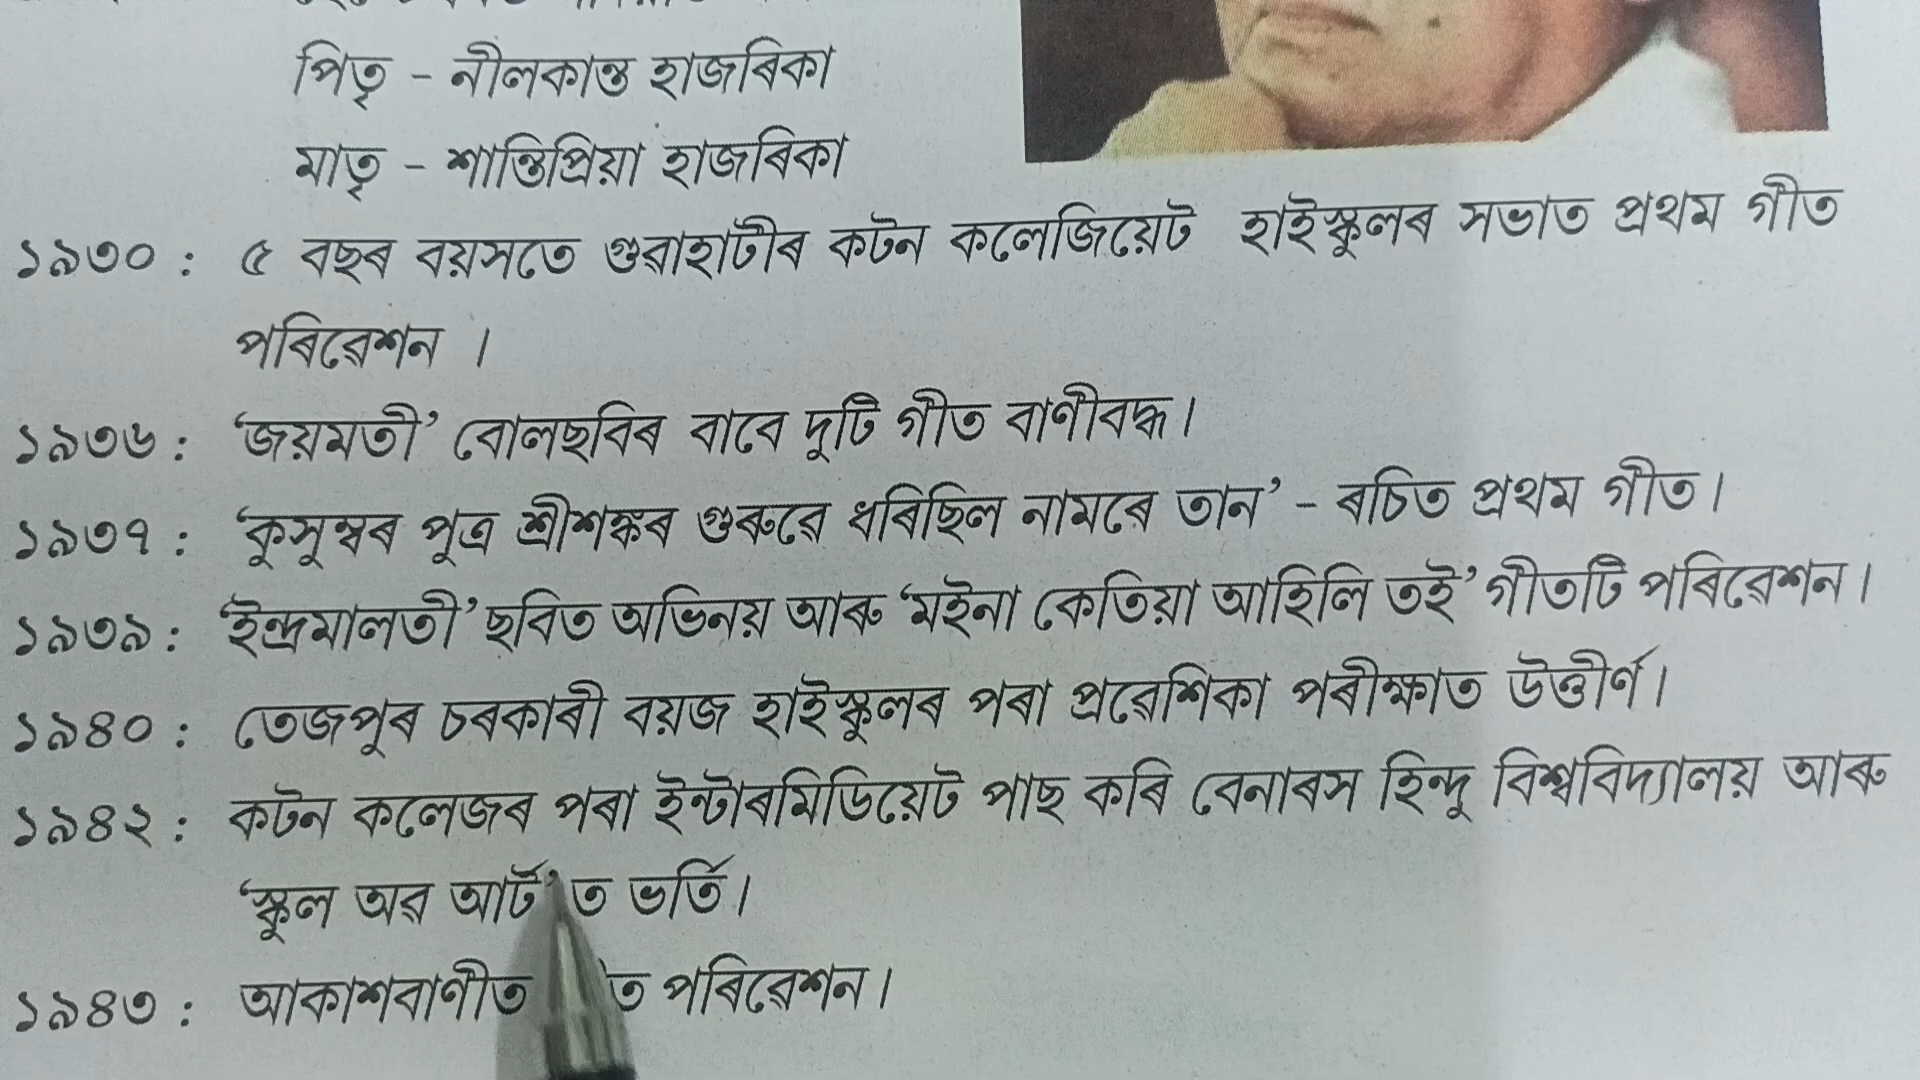 পিতৃ - নীলকান্ত হাজৰিকা
মাতৃ - শান্তিপ্ৰিয়া হাজৰিকা
১৯৩০ : ৫ বছৰ বয়সতে গুৱাহাটীৰ কটন কলেজিয়েট হাইস্কুলৰ সভাত প্ৰথম গীত
পৰিৱেশন ।
১৯৩৬ : ‘জয়মতী’ বোলছবিৰ বাবে দুটি গীত বাণীবদ্ধ।
১৯৩৭ : ‘কুসুম্বৰ পুত্ৰ শ্ৰীশঙ্কৰ গুৰুৱে ধৰিছিল নামৰে তান’ - ৰচিত প্ৰথম গীত।
১৯৩৯ : ‘ইন্দ্ৰমালতী’ ছবিত অভিনয় আৰু ‘মইনা কেতিয়া আহিলি তই’ গীতটি পৰিৱেশন।
১৯৪০ : তেজপুৰ চৰকাৰী বয়জ হাইস্কুলৰ পৰা প্ৰৱেশিকা পৰীক্ষাত উত্তীৰ্ণ।
১৯৪২ : কটন কলেজৰ পৰা ইন্টাৰমিডিয়েট পাছ কৰি বেনাৰস হিন্দু বিশ্ববিদ্যালয় আৰু
‘স্কুল অৱ আৰ্ট’ত ভৰ্তি।
১৯৪৩ : আকাশবাণীত পৰিৱেশন।